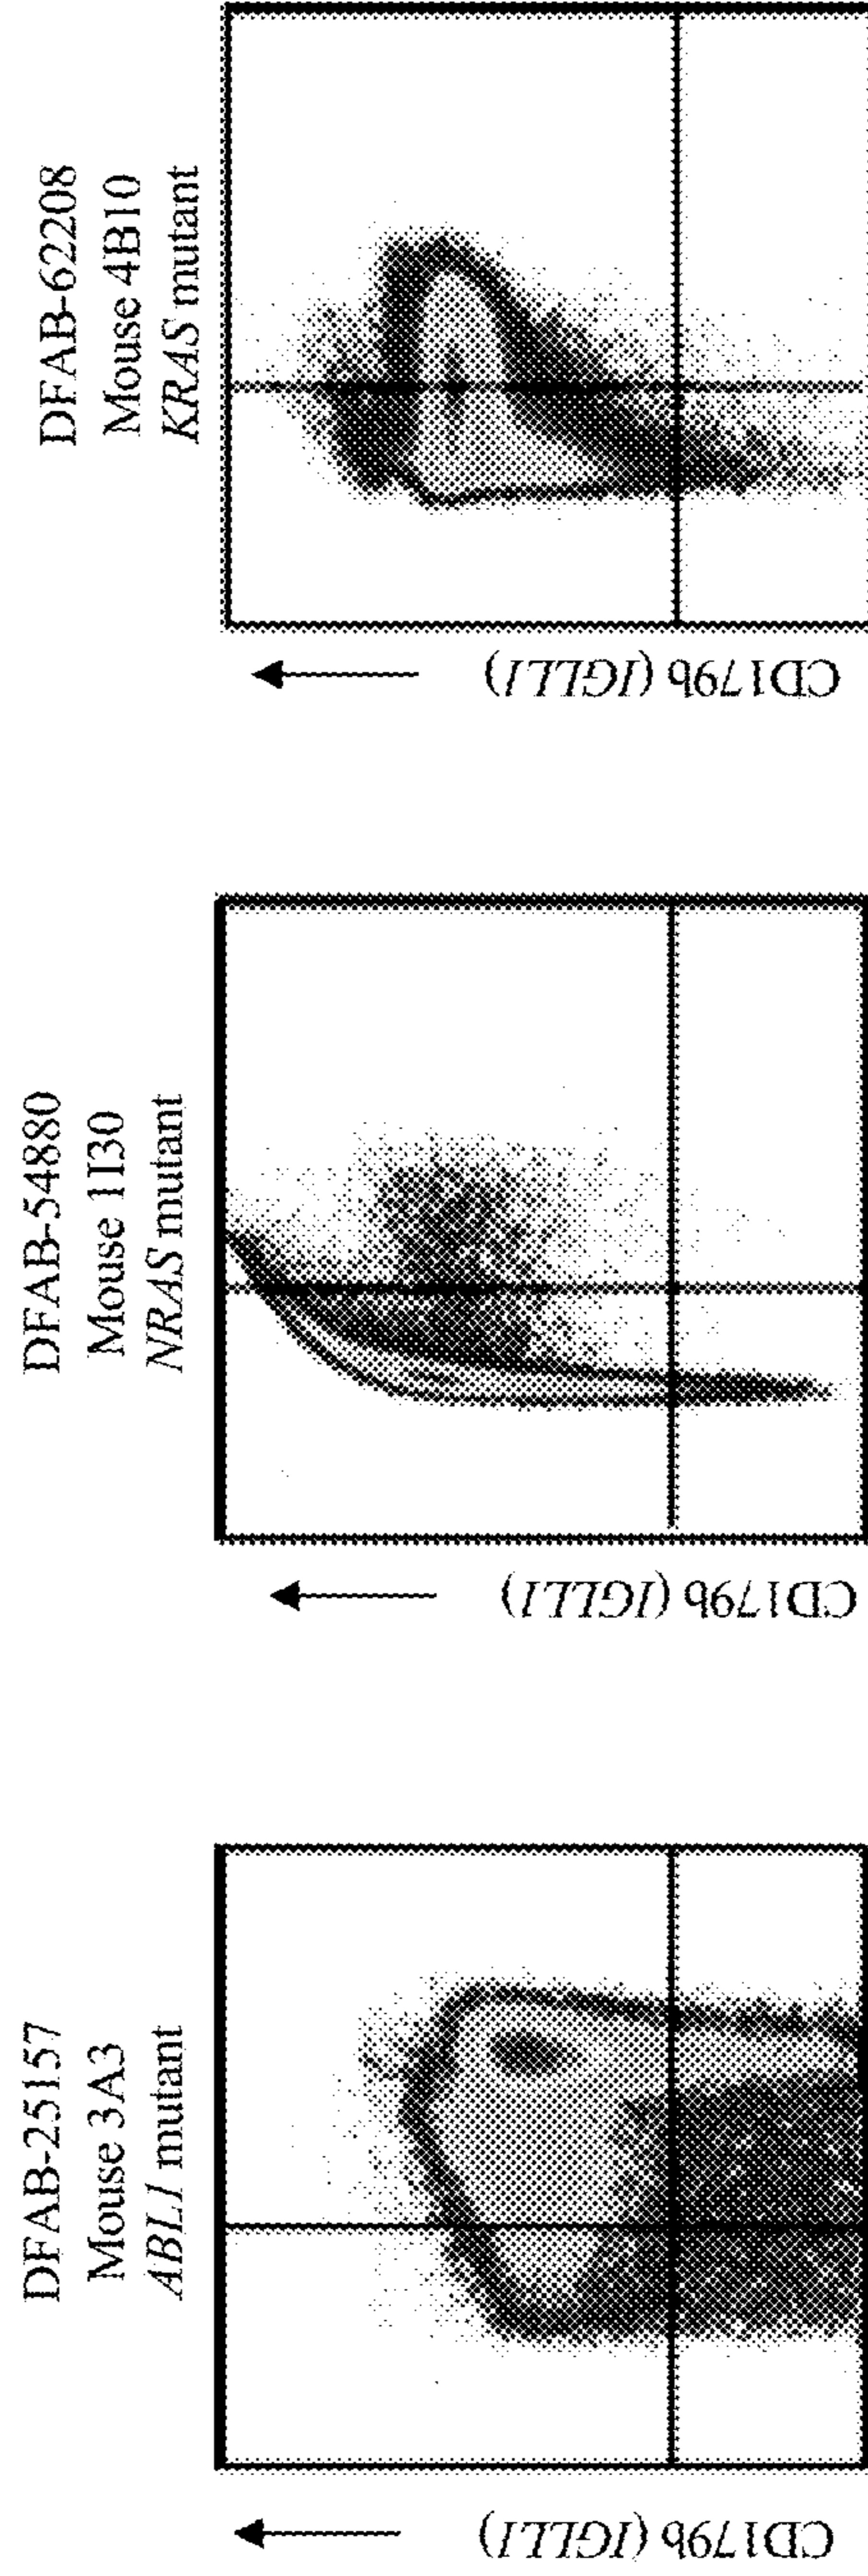 DFAB-25157
Mouse 3A3
ABL1 mutant
CD179b (IGLL1)
DFAB-54880
Mouse 1I30
NRAS mutant
CD179b (IGLL1)
DFAB-62208
Mouse 4B10
KRAS mutant
CD179b (IGLL1)